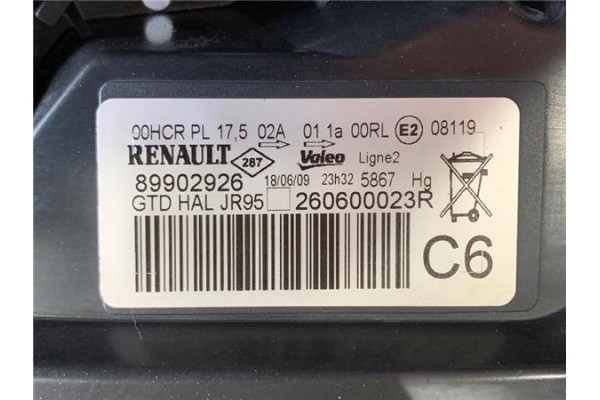 00HCR PL 17,5 02A 01 1a 00RL E2 08119
RENAULT 287 Valeo Ligne2
89902926 18/06/09 23h32 5867 Hg
GTD HAL JR95 260600023R
C6